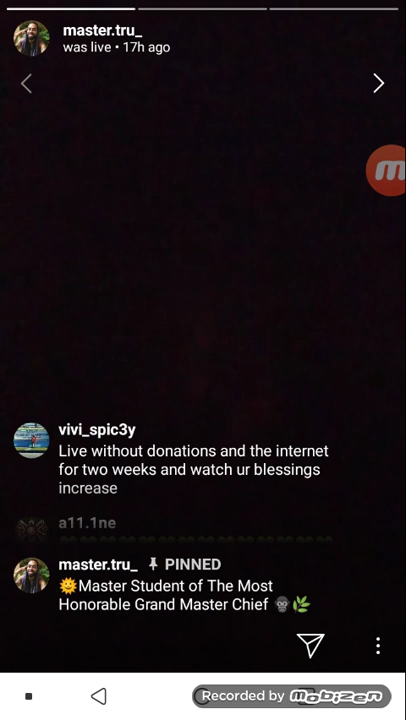 master.tru_
was live • 17h ago
m
vivi_spic3y
Live without donations and the internet
for two weeks and watch ur blessings
increase
a11.1ne
master.tru_ PINNED
🌞Master Student of The Most
Honorable Grand Master Chief 💀🌿
Recorded by mobizen